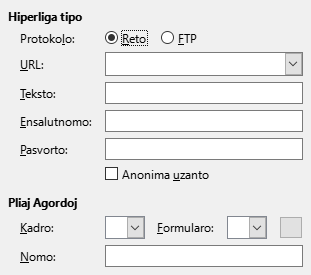 Hiperliga tipo
Protokolo: Reto FTP
URL:
Teksto:
Ensalutnomo:
Pasvorto:
Anonima uzanto
Pliaj Agordoj
Kadro: Formularo:
Nomo: